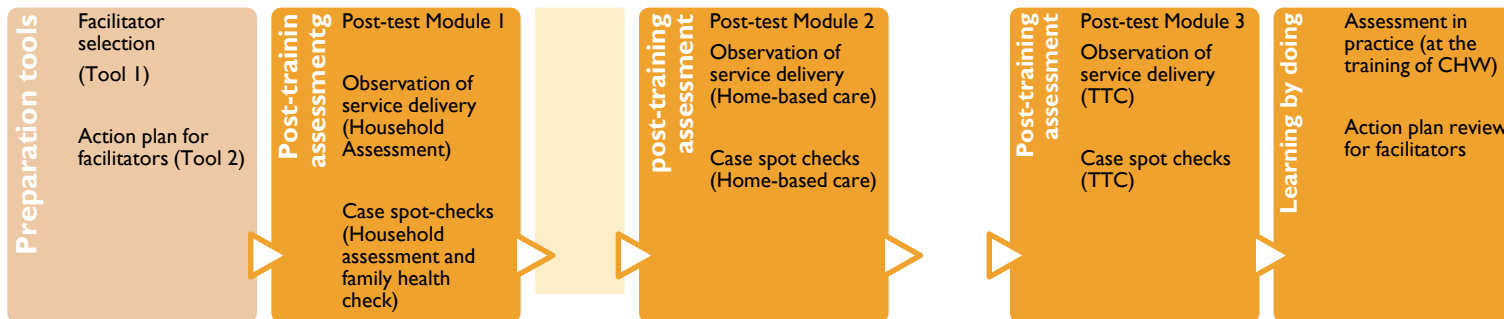 Preparation tools
Facilitator
selection
(Tool 1)
Action plan for
facilitators (Tool 2)
Post-trainin
assessmentg
Post-test Module 1
Observation of
service delivery
(Household
Assessment)
Case spot-checks
(Household
assessment and
family health
check)
post-training
assessment
Post-test Module 2
Observation of
service delivery
(Home-based care)
Case spot checks
(Home-based care)
Post-training
assessment
Post-test Module 3
Observation of
service delivery
(TTC)
Case spot checks
(TTC)
Learning by doing
Assessment in
practice (at the
training of CHW)
Action plan review
for facilitators